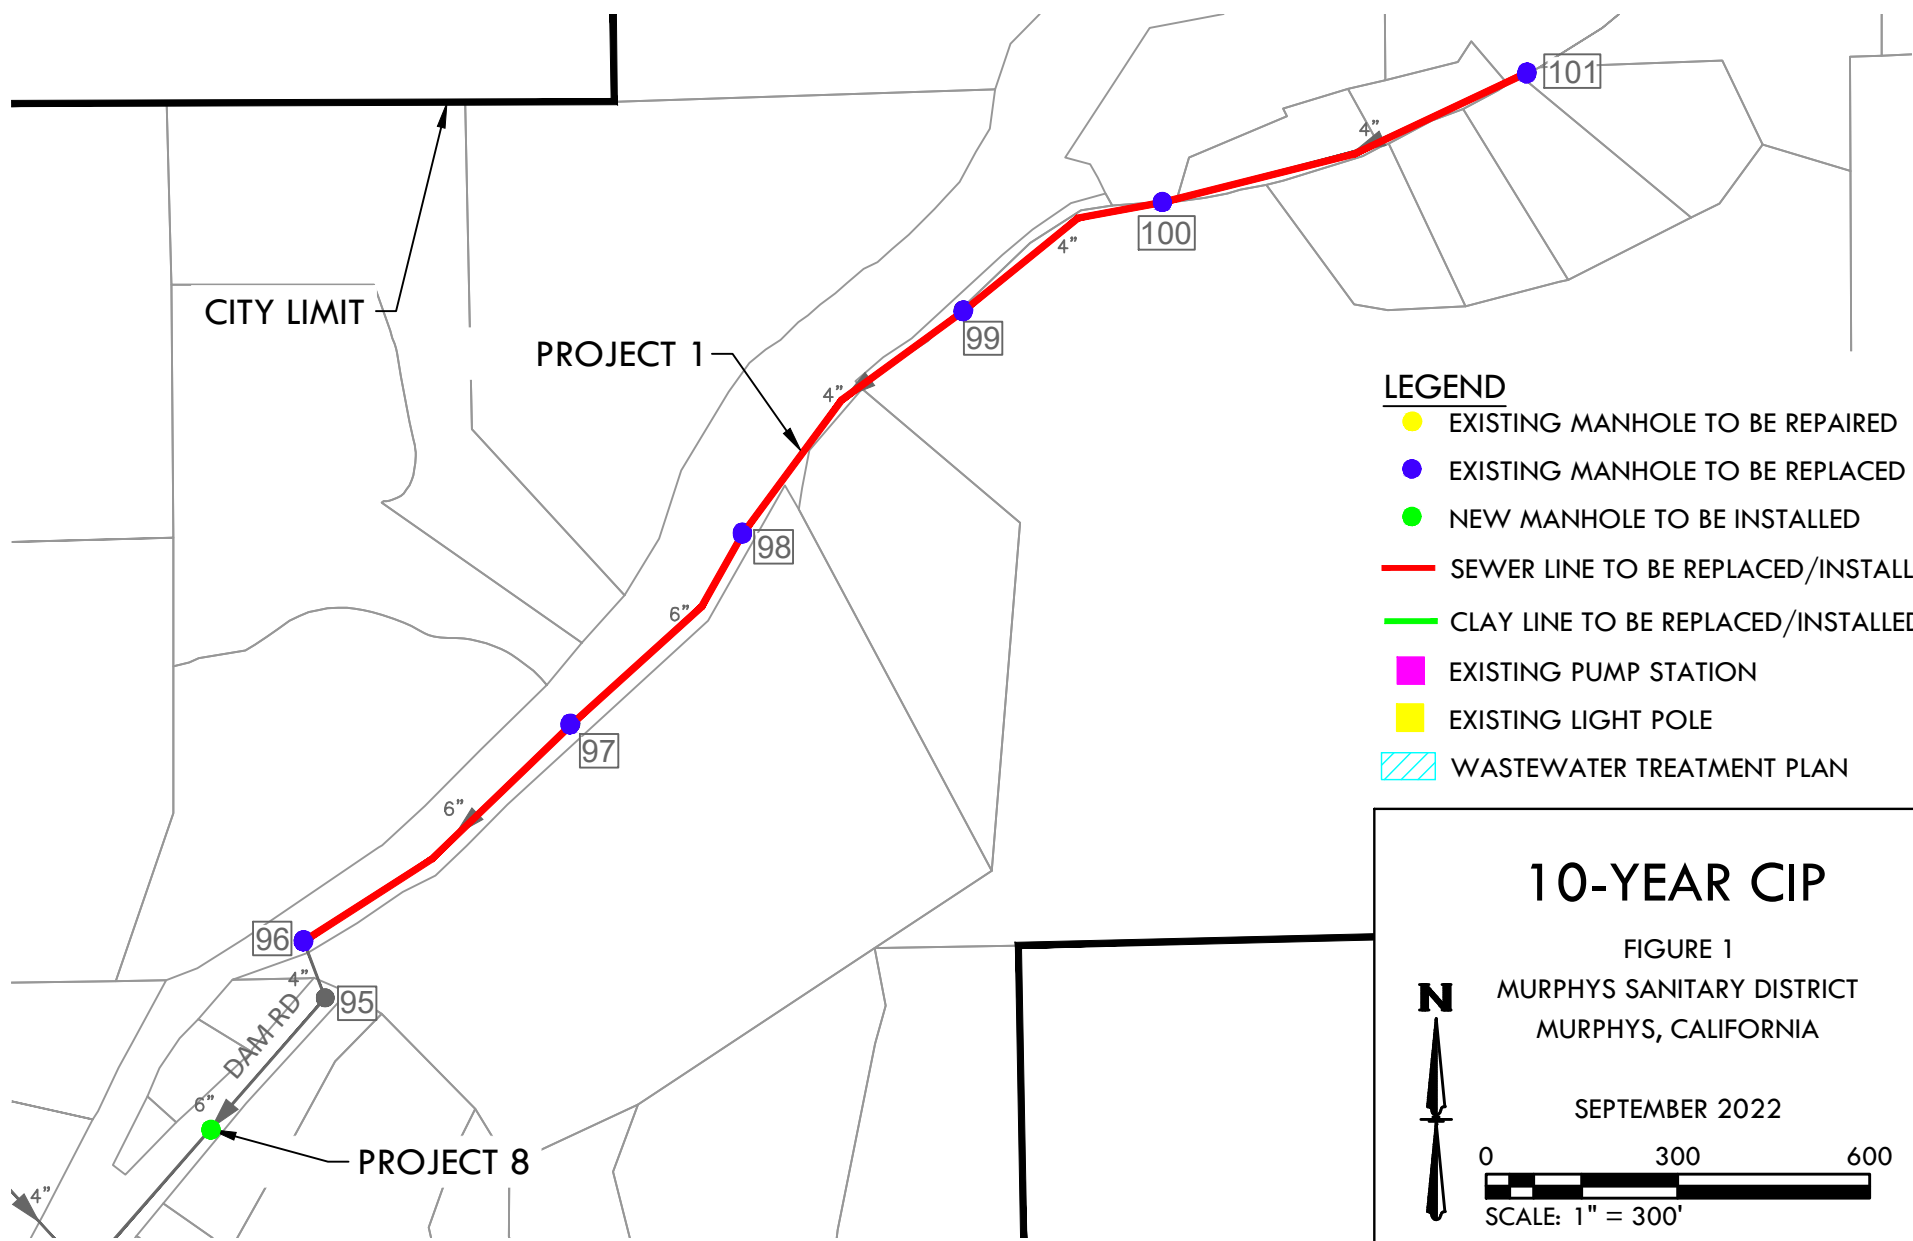 101
4”
100
4”
CITY LIMIT
99
PROJECT 1
4”
LEGEND
EXISTING MANHOLE TO BE REPAIRED
EXISTING MANHOLE TO BE REPLACED
NEW MANHOLE TO BE INSTALLED
SEWER LINE TO BE REPLACED/INSTALL
CLAY LINE TO BE REPLACED/INSTALLED
EXISTING PUMP STATION
EXISTING LIGHT POLE
WASTEWATER TREATMENT PLAN
98
6”
97
6”
96
4”
95
DAM RD
6”
PROJECT 8
4”
10-YEAR CIP
FIGURE 1
MURPHYS SANITARY DISTRICT
MURPHYS, CALIFORNIA
N
SEPTEMBER 2022
0 300 600
SCALE: 1" = 300'